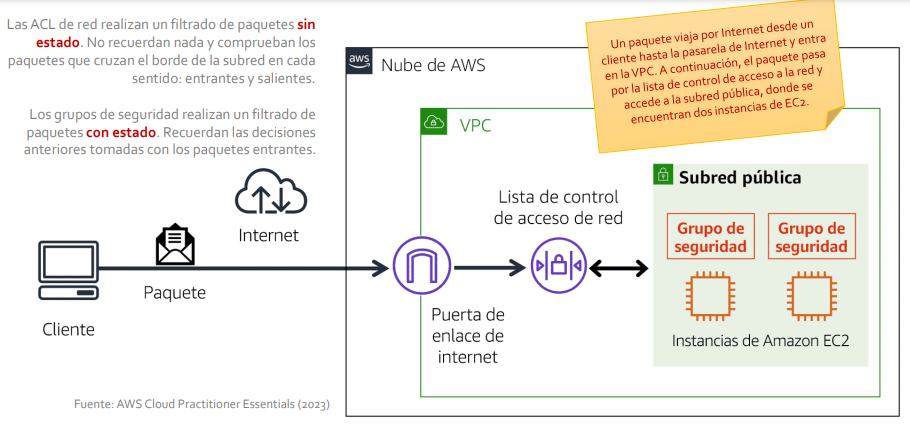 Las ACL de red realizan un filtrado de paquetes sin
estado. No recuerdan nada y comprueban los
paquetes que cruzan el borde de la subred en cada
sentido: entrantes y salientes.
Los grupos de seguridad realizan un filtrado de
paquetes con estado. Recuerdan las decisiones
anteriores tomadas con los paquetes entrantes.
Un paquete viaja por Internet desde un
cliente hasta la pasarela de Internet y entra
en la VPC. A continuación, el paquete pasa
por la lista de control de acceso a la red y
accede a la subred pública, donde se
encuentran dos instancias de EC2.
aws
Nube de AWS
VPC
Subred pública
Lista de control
de acceso de red
Grupo de
seguridad
Grupo de
seguridad
Internet
Paquete
Cliente
Puerta de
enlace de
internet
Instancias de Amazon EC2
Fuente: AWS Cloud Practitioner Essentials (2023)